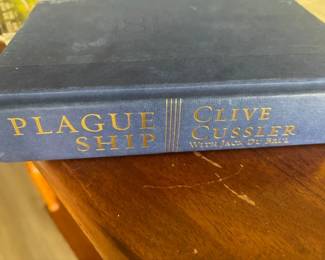 PLAGUE
SHIP
CLIVE
CUSSLER
WITH JACK DU BRUL